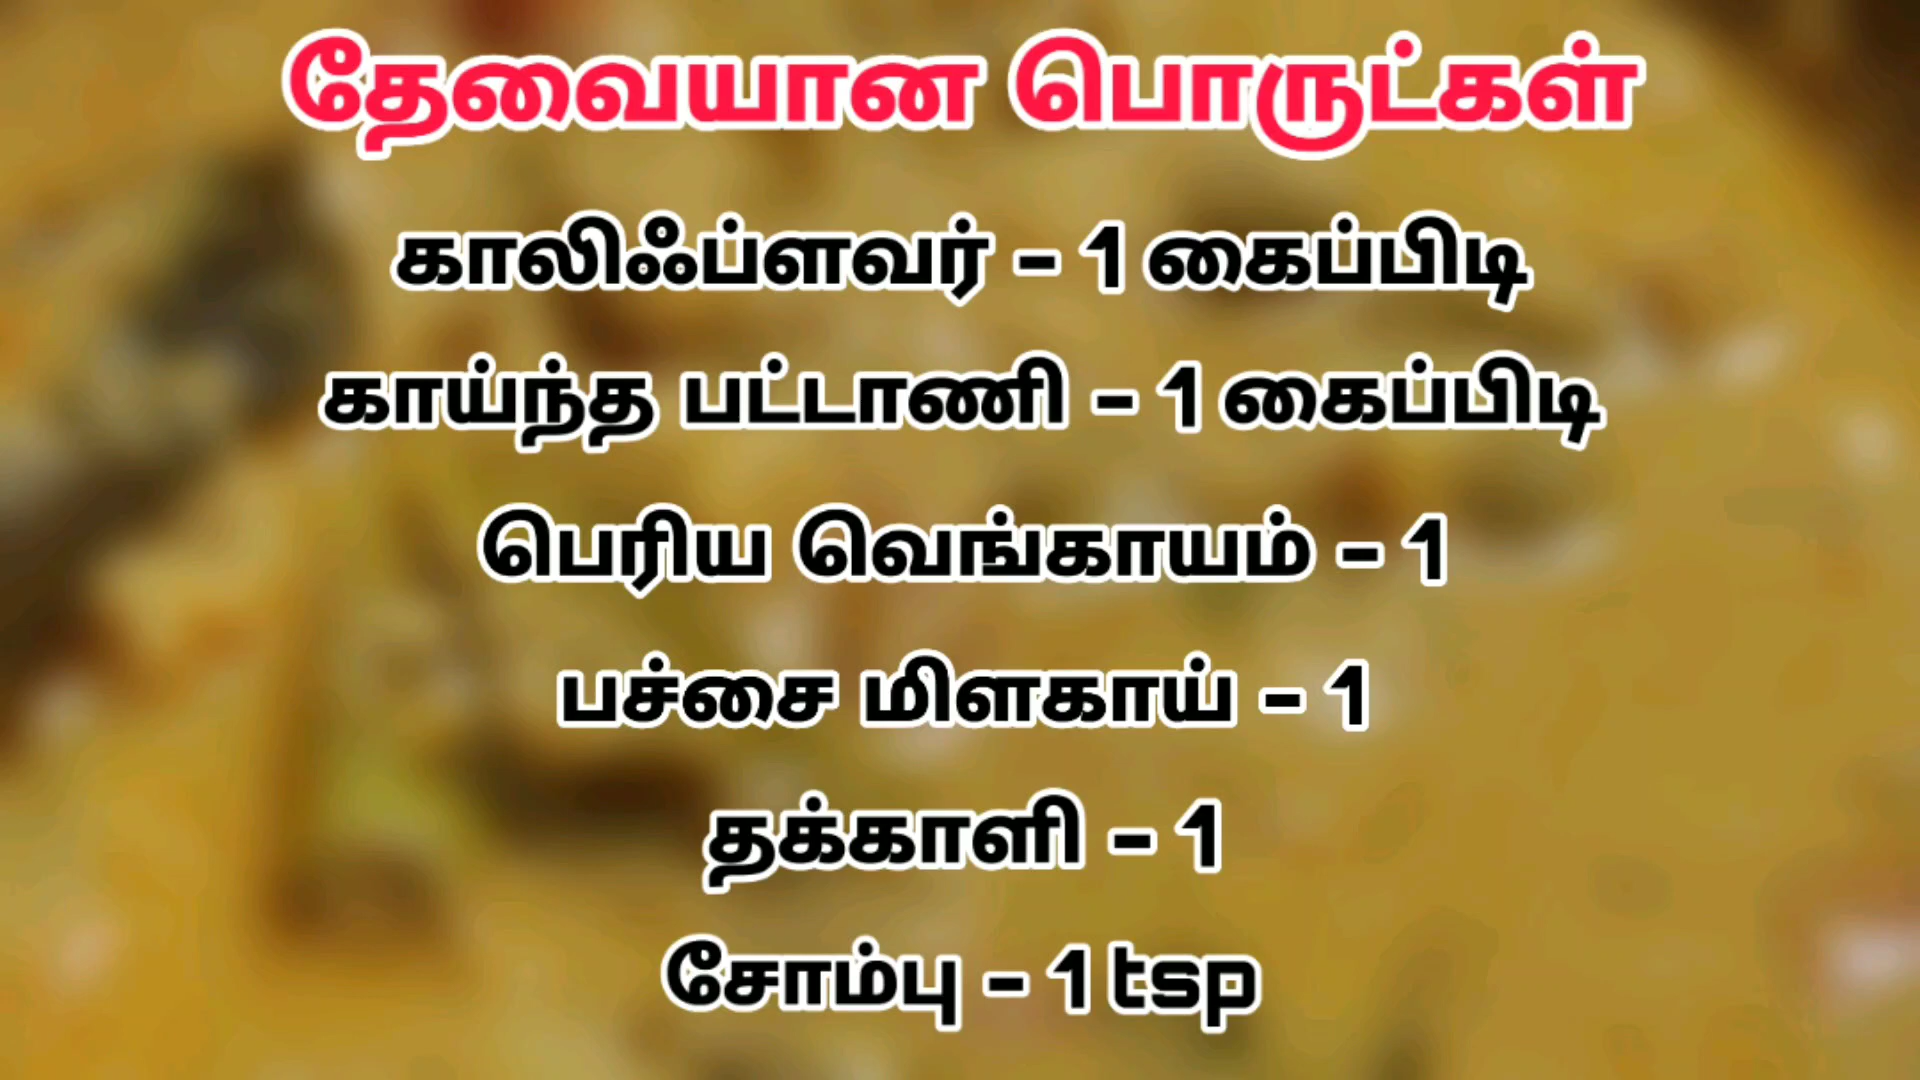 தேவையான பொருட்கள்
காலிஃப்ளவர் - 1 கைப்பிடி
காய்ந்த பட்டாணி - 1 கைப்பிடி
பெரிய வெங்காயம் - 1
பச்சை மிளகாய் - 1
தக்காளி - 1
சோம்பு - 1 tsp